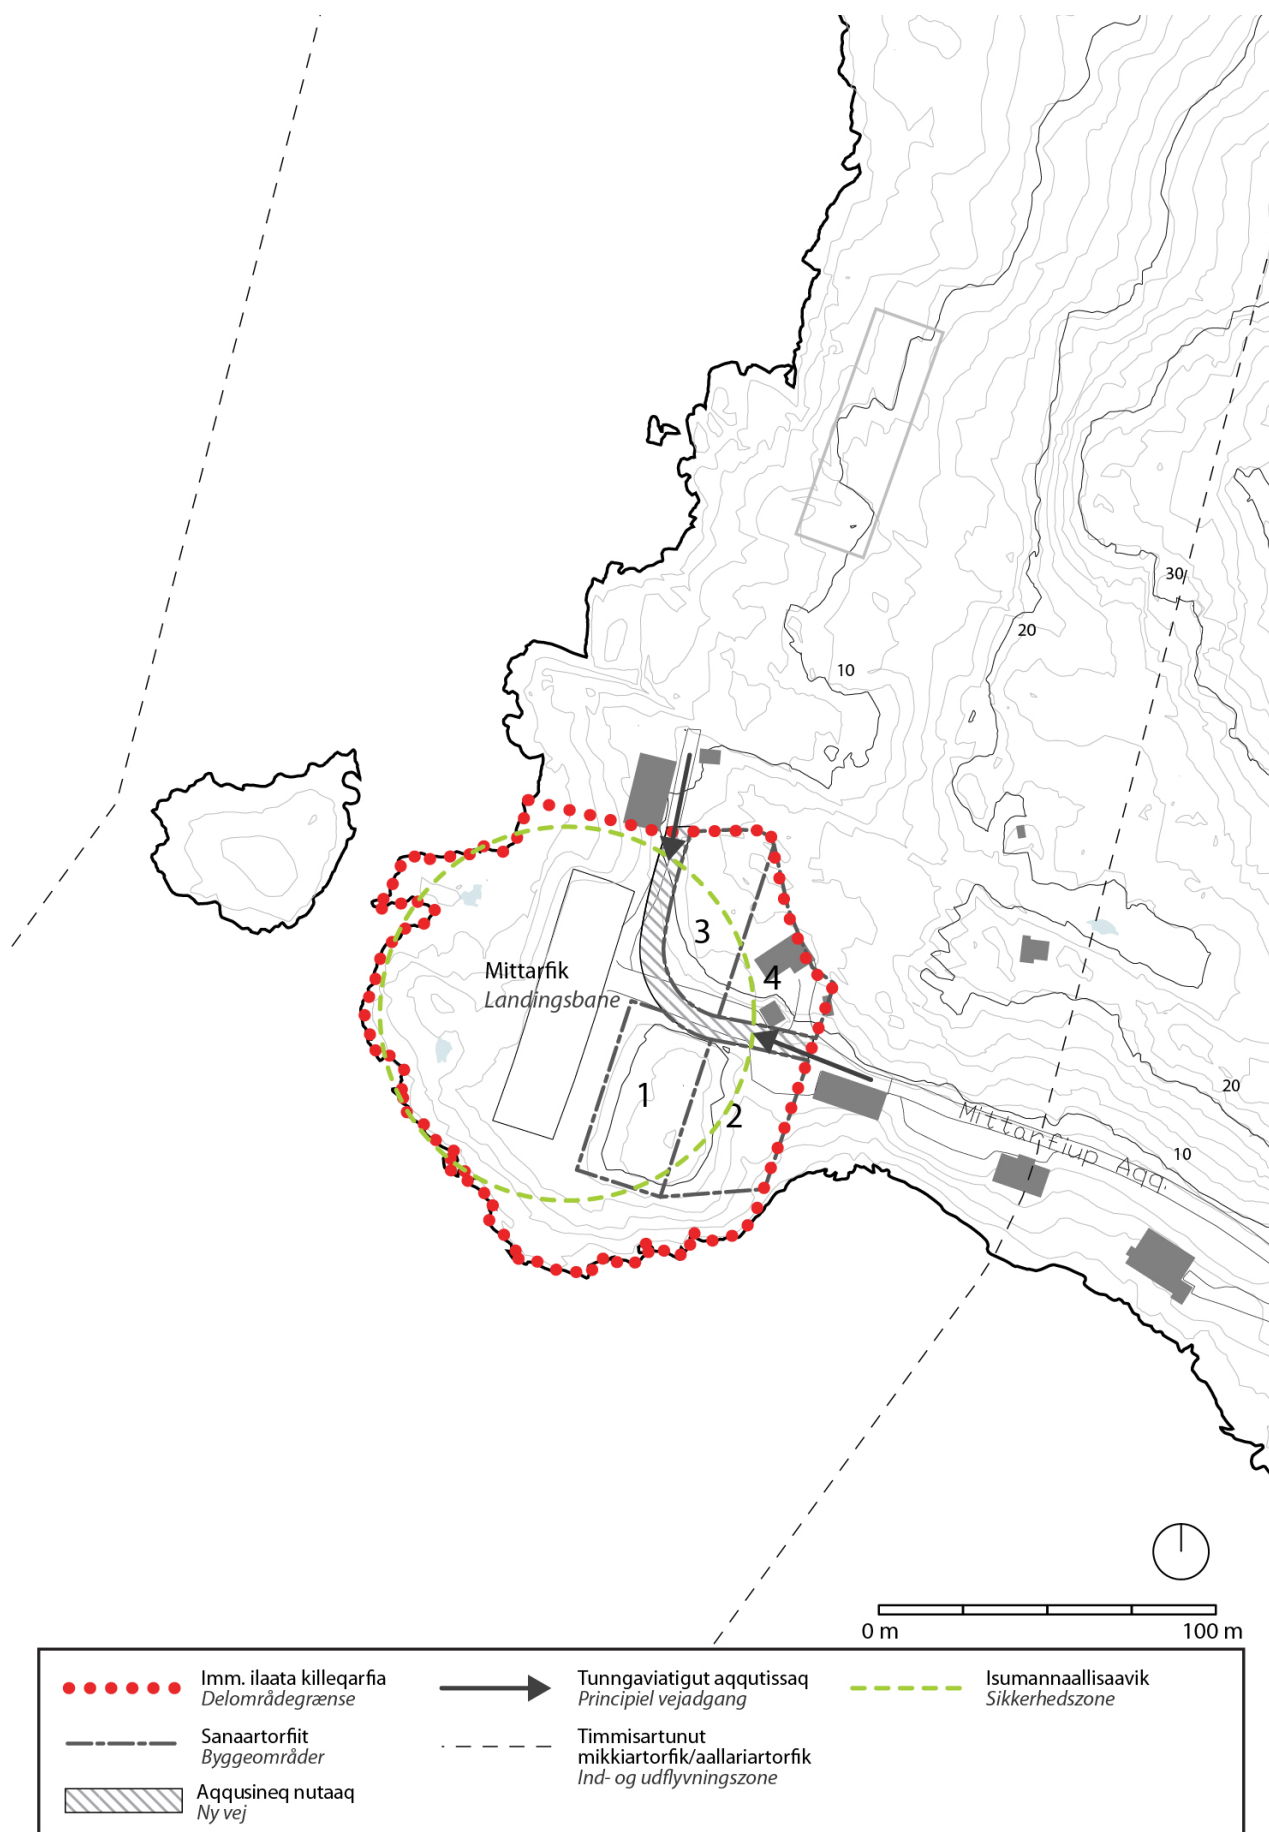 30
20
10
3
4
Mittarfik
Landingsbane
1
2
20
Mittarfiup Aqq.
10
0 m
100 m
Imm. ilaata killeqarfia
Delområdegrænse
Sanaartorfiit
Byggeområder
Aqqusineq nutaaq
Ny vej
Tunngaviatigut aqqutissaq
Principiel vejadgang
Timmisartunut
mikkiartorfik/aallariartorfik
Ind- og udflyvningszone
Isumannaallisaavik
Sikkerhedszone